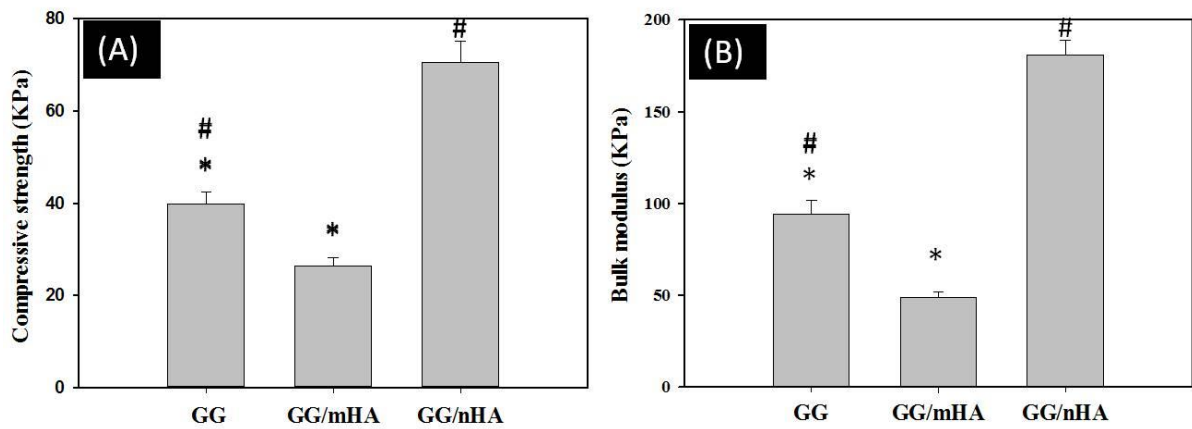 (A)
Compressive strength (KPa)
80
60
40
20
0
#
*
*
#
GG
GG/mHA
GG/nHA
(B)
Bulk modulus (KPa)
200
150
100
50
0
#
*
*
#
GG
GG/mHA
GG/nHA